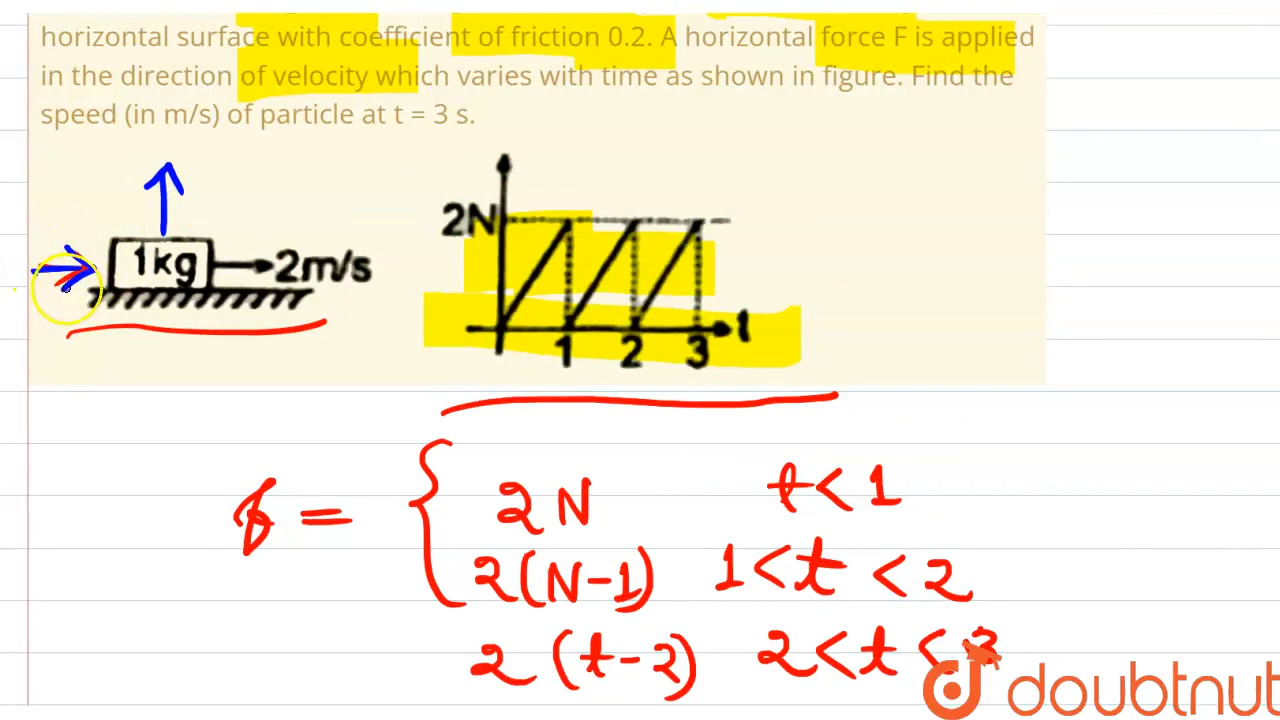 horizontal surface with coefficient of friction 0.2. A horizontal force F is applied
in the direction of velocity which varies with time as shown in figure. Find the
speed (in m/s) of particle at t = 3 s.
2N
1kg
2m/s
t
1 2 3
f = { 2 N t < 1
2(N-1) 1 < t < 2
2 (t-2) 2 < t < 3
doubtnut